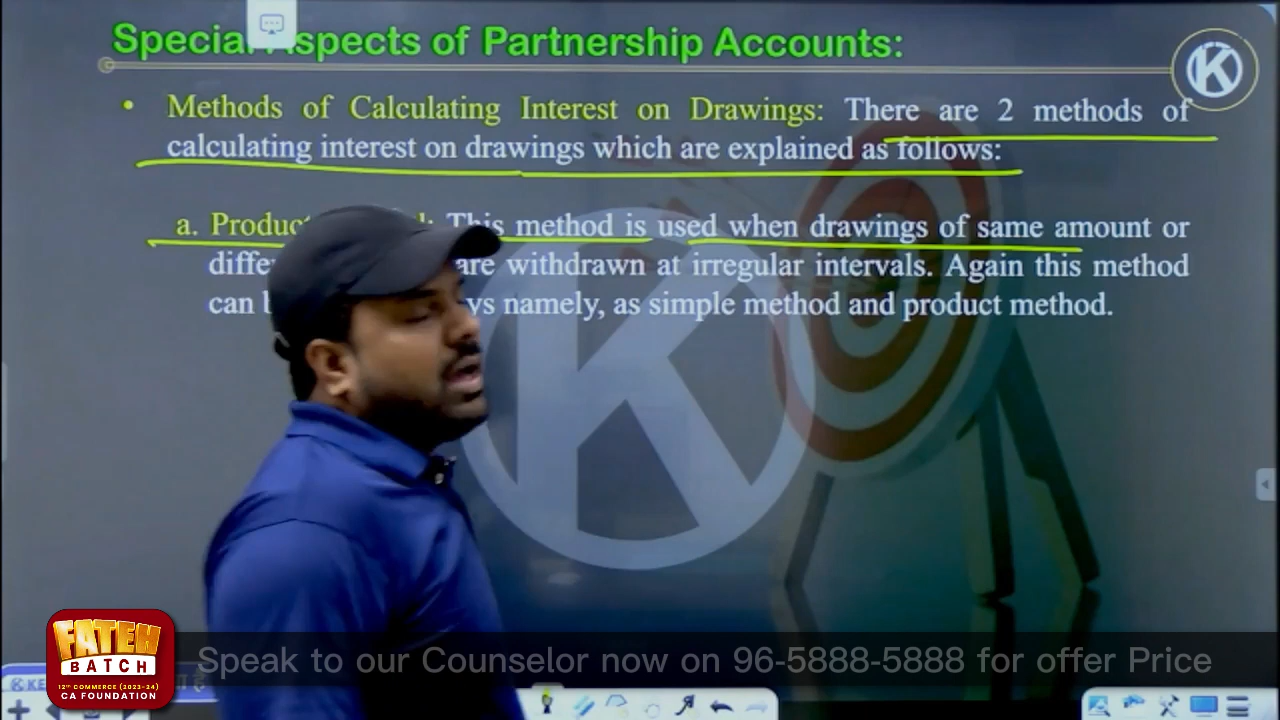 Special Aspects of Partnership Accounts:
K
• Methods of Calculating Interest on Drawings: There are 2 methods of
calculating interest on drawings which are explained as follows:
a. Product This method is used when drawings of same amount or
are withdrawn at irregular intervals. Again this method
can namely, as simple method and product method.
K
FATEH
BATCH
12TH COMMERCE (2023-24)
CA FOUNDATION
Speak to our Counselor now on 96-5888-5888 for offer Price